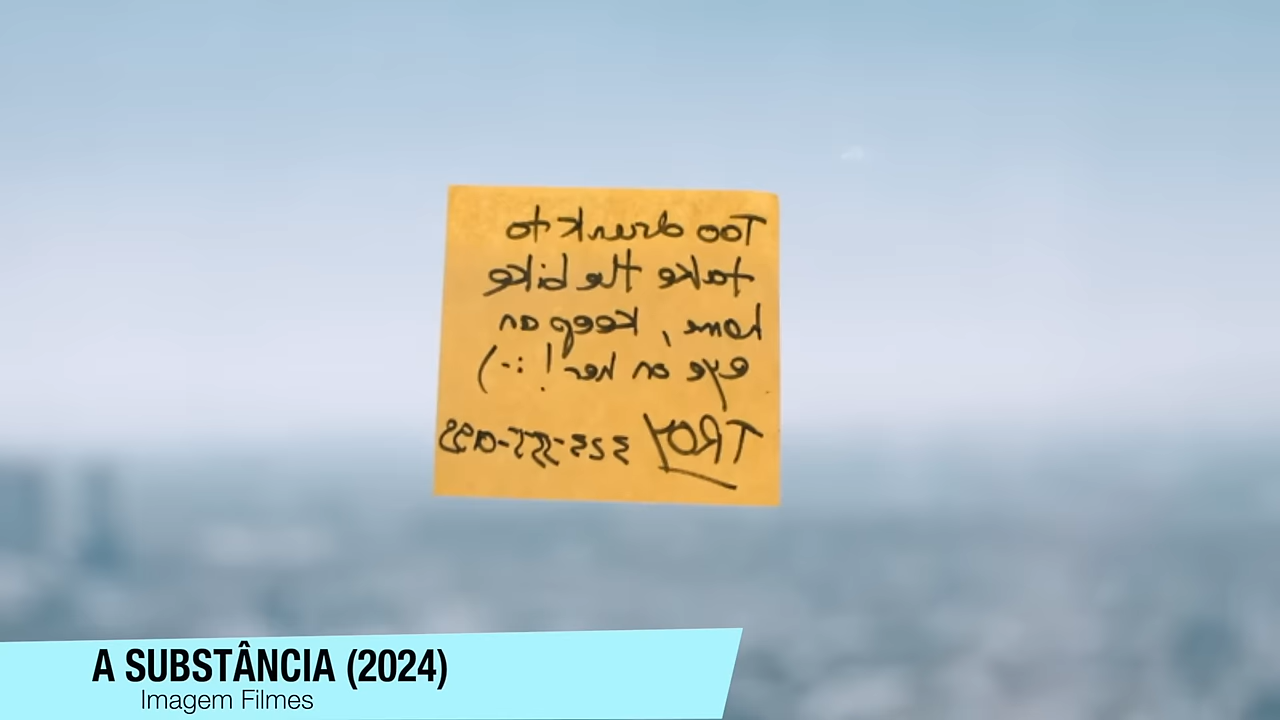 Too drunk to
take the bike
home, keep an
eye on her! :-)
TROY
A SUBSTÂNCIA (2024)
Imagem Filmes